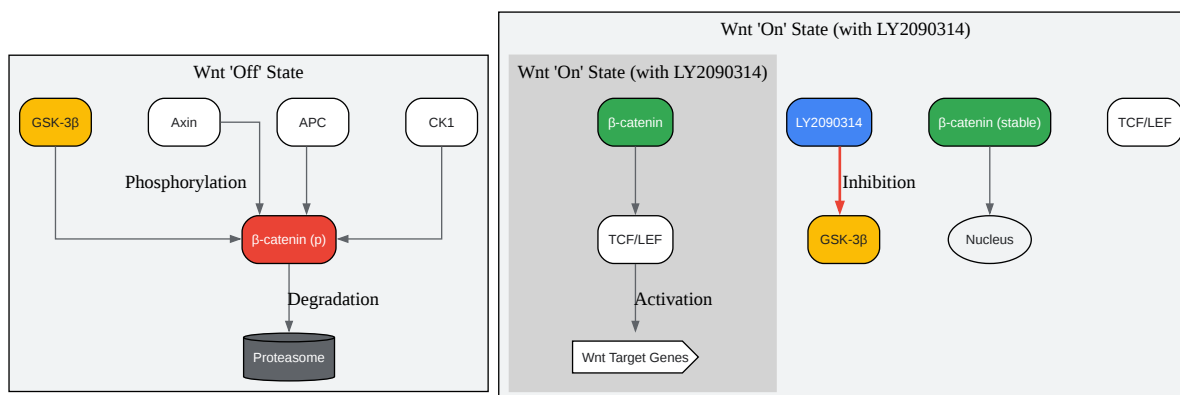 Wnt 'Off' State
GSK-3β
Axin
APC
CK1
Phosphorylation
β-catenin (p)
Degradation
Proteasome
Wnt 'On' State (with LY2090314)
Wnt 'On' State (with LY2090314)
β-catenin
TCF/LEF
Activation
Wnt Target Genes
LY2090314
Inhibition
GSK-3β
β-catenin (stable)
Nucleus
TCF/LEF